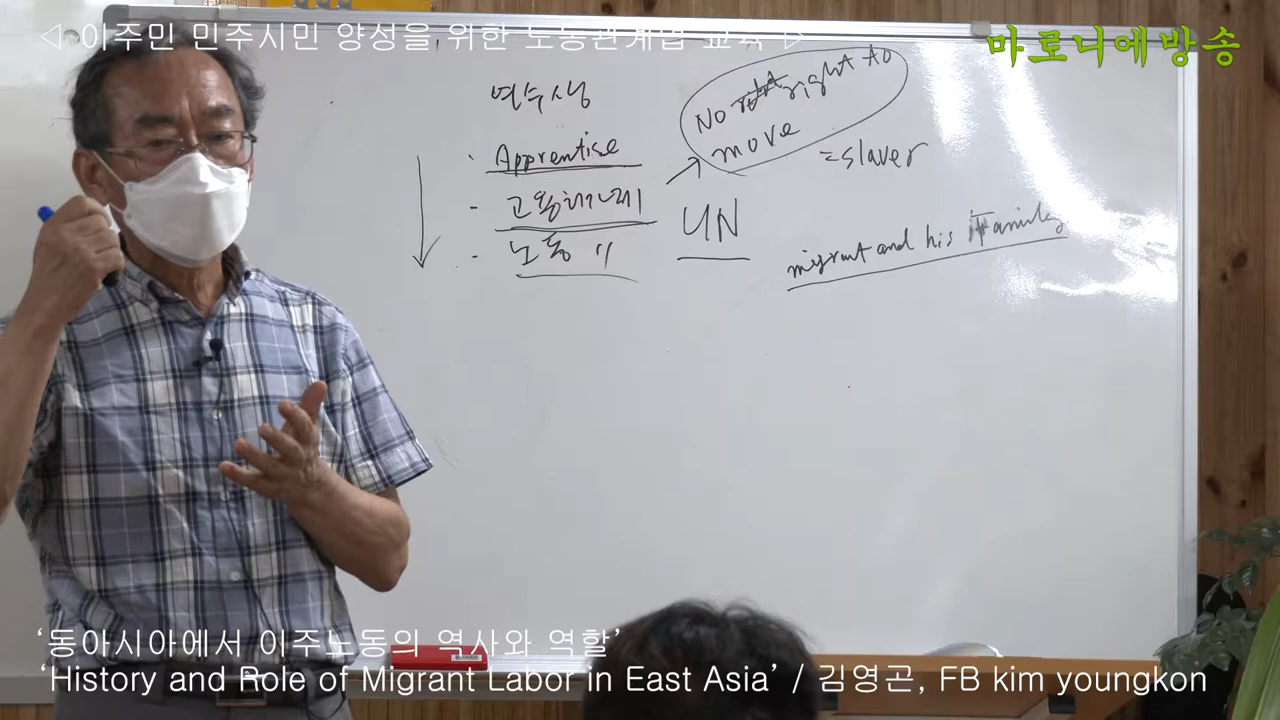 ◁ 이주민 민주시민 양성을 위한 노동관계법 교육 ▷
마로니에방송
연수생
· Apprentise
- 고용허가제
- 노동 〃
No right to
move
= slaver
UN
migrant and his Family
‘동아시아에서 이주노동의 역사와 역할’
‘History and Role of Migrant Labor in East Asia’ / 김영곤, FB kim youngkon